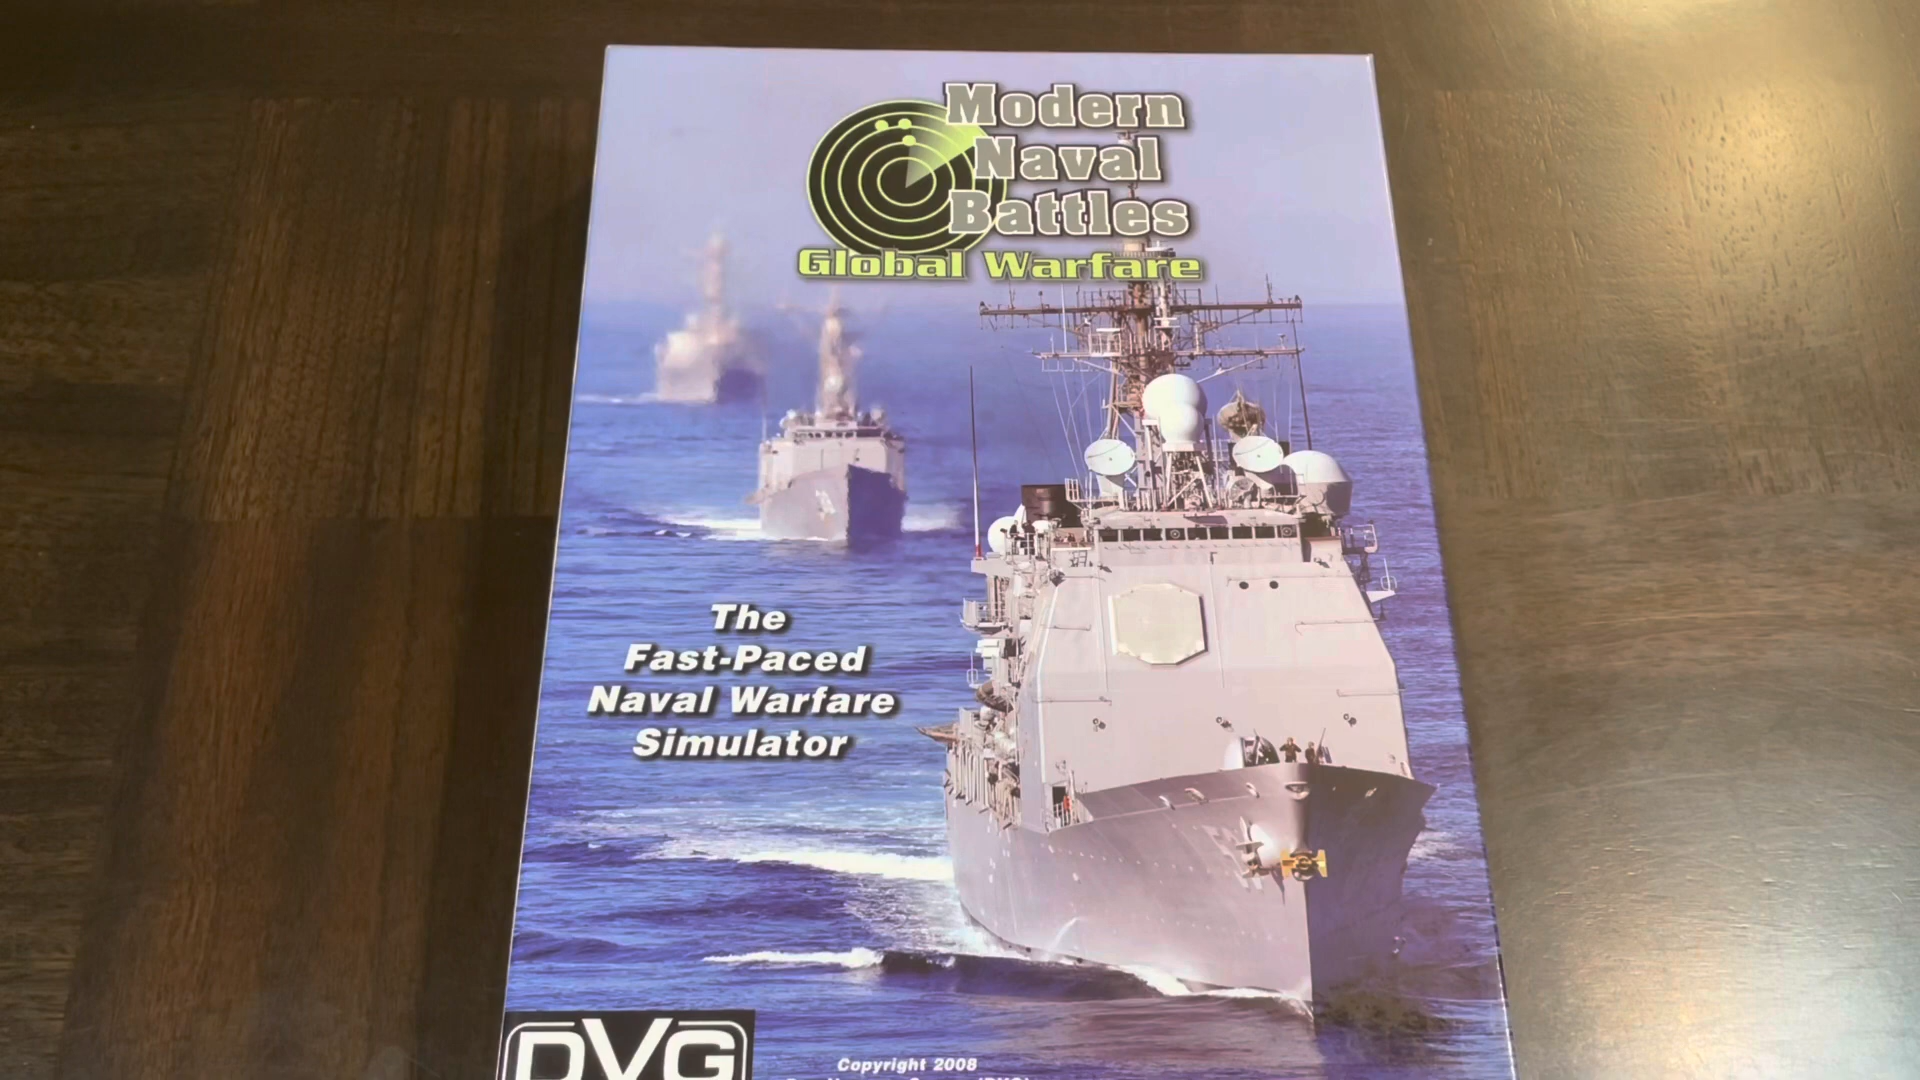 Modern
Naval
Battles
Global Warfare
The
Fast-Paced
Naval Warfare
Simulator
DVG
Copyright 2008